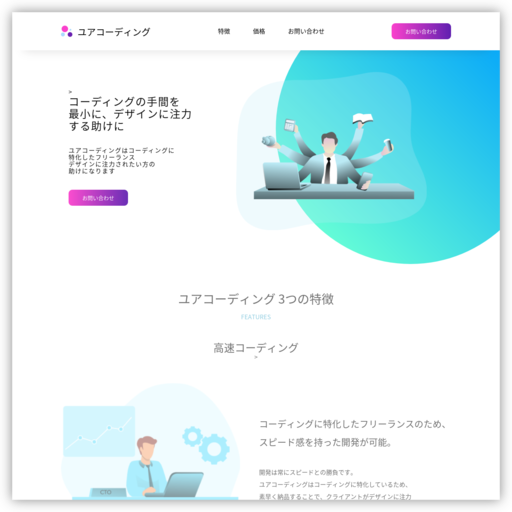 ユアコーディング
特徴 価格 お問い合わせ
お問い合わせ
>
コーディングの手間を
最小に、デザインに注力
する助けに
ユアコーディングはコーディングに
特化したフリーランス
デザインに注力されたい方の
助けになります
お問い合わせ
ユアコーディング 3つの特徴
FEATURES
高速コーディング
>
コーディングに特化したフリーランスのため、
スピード感を持った開発が可能。
CTO
開発は常にスピードとの勝負です。
ユアコーディングはコーディングに特化しているため、
素早く納品することで、クライアントがデザインに注力